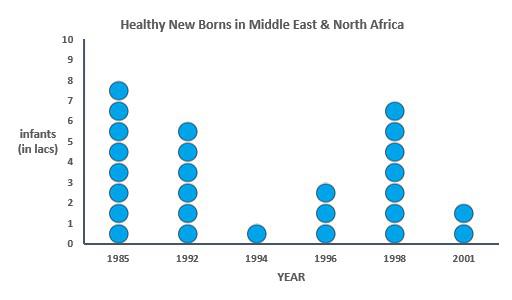 Healthy New Borns in Middle East & North Africa
10
9
8
7
6
5
4
3
2
1
0
infants
(in lacs)
1985 1992 1994 1996 1998 2001
YEAR